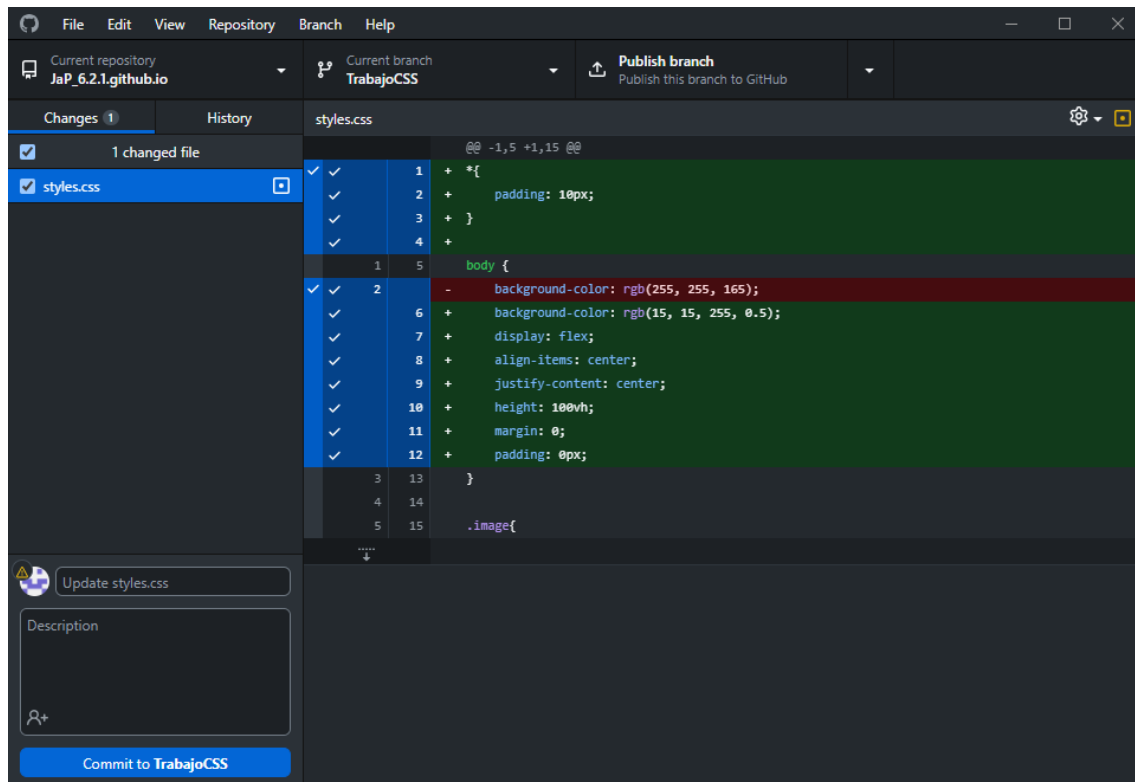 File Edit View Repository Branch Help
Current repository
JaP_6.2.1.github.io
Current branch
TrabajoCSS
Publish branch
Publish this branch to GitHub
Changes 1 History
1 changed file
styles.css
styles.css
@@ -1,5 +1,15 @@
1 + *{
2 + padding: 10px;
3 + }
4 +
1 5 body {
2 - background-color: rgb(255, 255, 165);
6 + background-color: rgb(15, 15, 255, 0.5);
7 + display: flex;
8 + align-items: center;
9 + justify-content: center;
10 + height: 100vh;
11 + margin: 0;
12 + padding: 0px;
3 13 }
4 14
5 15 .image{
Update styles.css
Description
Commit to TrabajoCSS